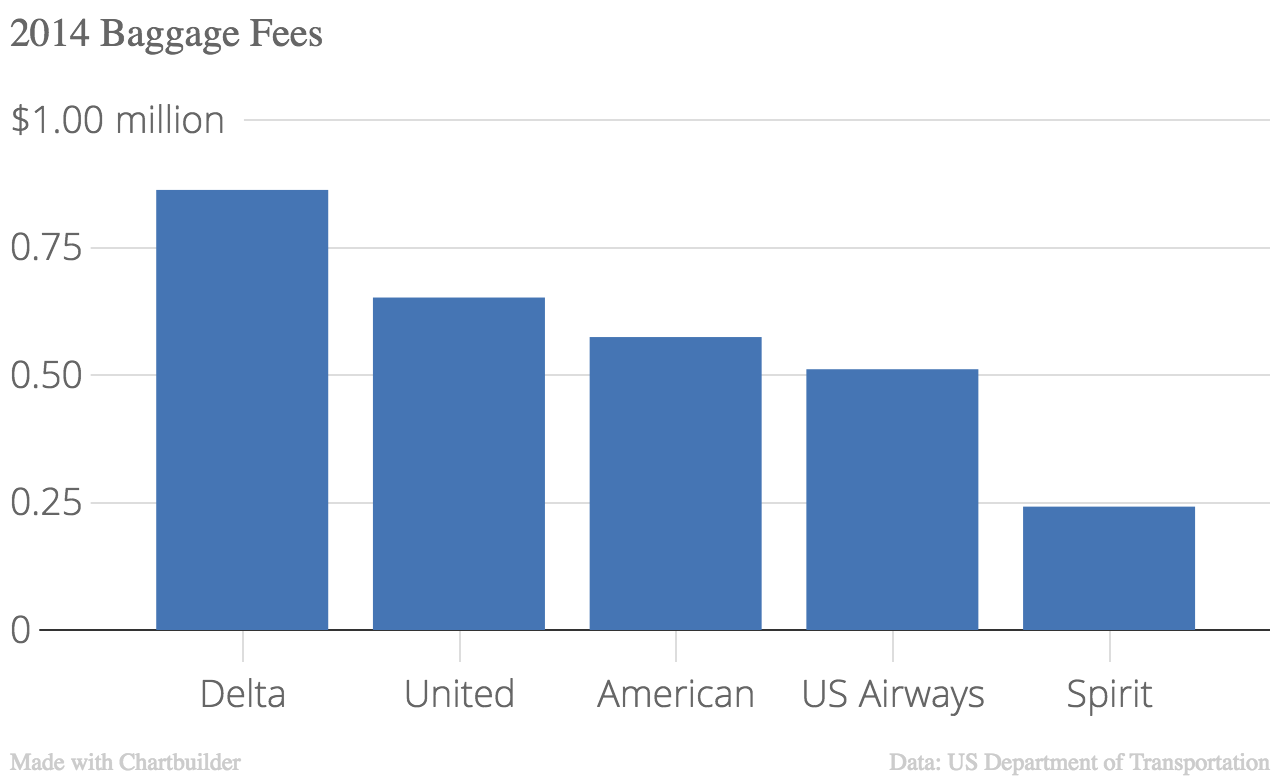 2014 Baggage Fees
$1.00 million
0.75
0.50
0.25
0
Delta United American US Airways Spirit
Made with Chartbuilder Data: US Department of Transportation